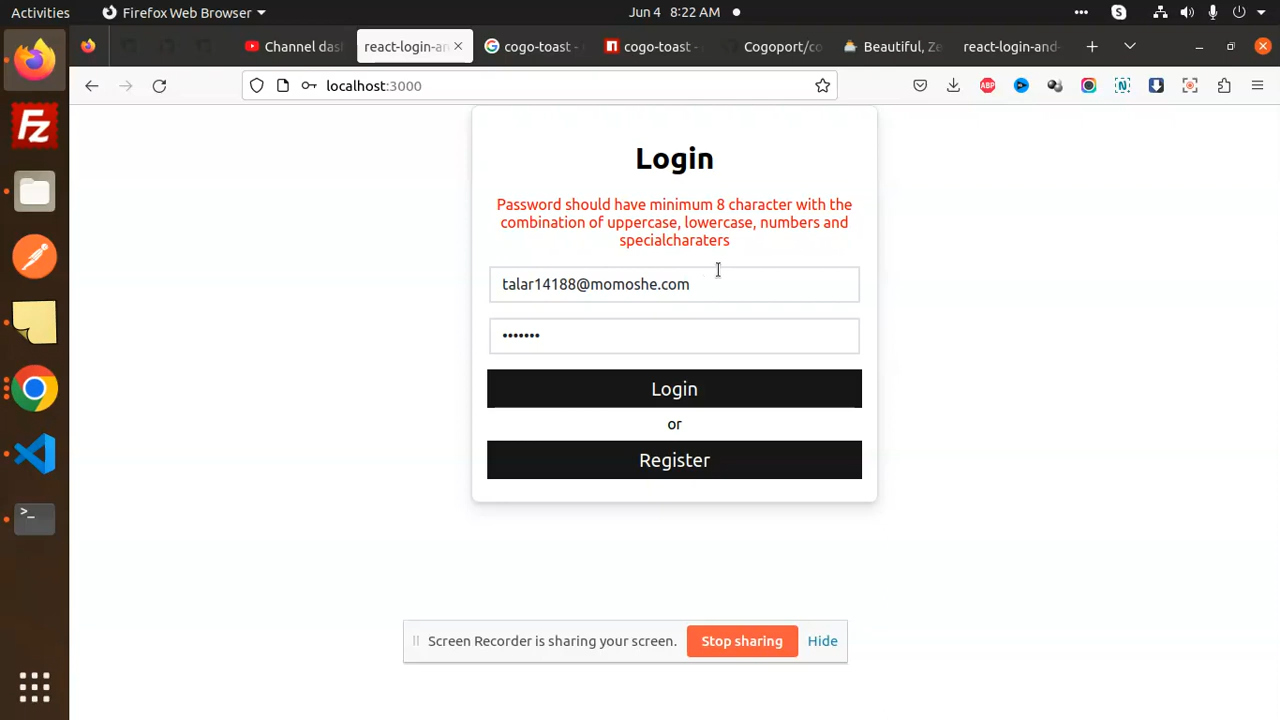 Activities
Firefox Web Browser
Jun 4 8:22 AM
Channel das
react-login-an
cogo-toast -
cogo-toast -
Cogoport/co
Beautiful, Ze
react-login-and-
localhost:3000
ABP
Fz
Login
Password should have minimum 8 character with the
combination of uppercase, lowercase, numbers and
specialcharaters
talar14188@momoshe.com
•••••••
Login
or
Register
Screen Recorder is sharing your screen.
Stop sharing
Hide